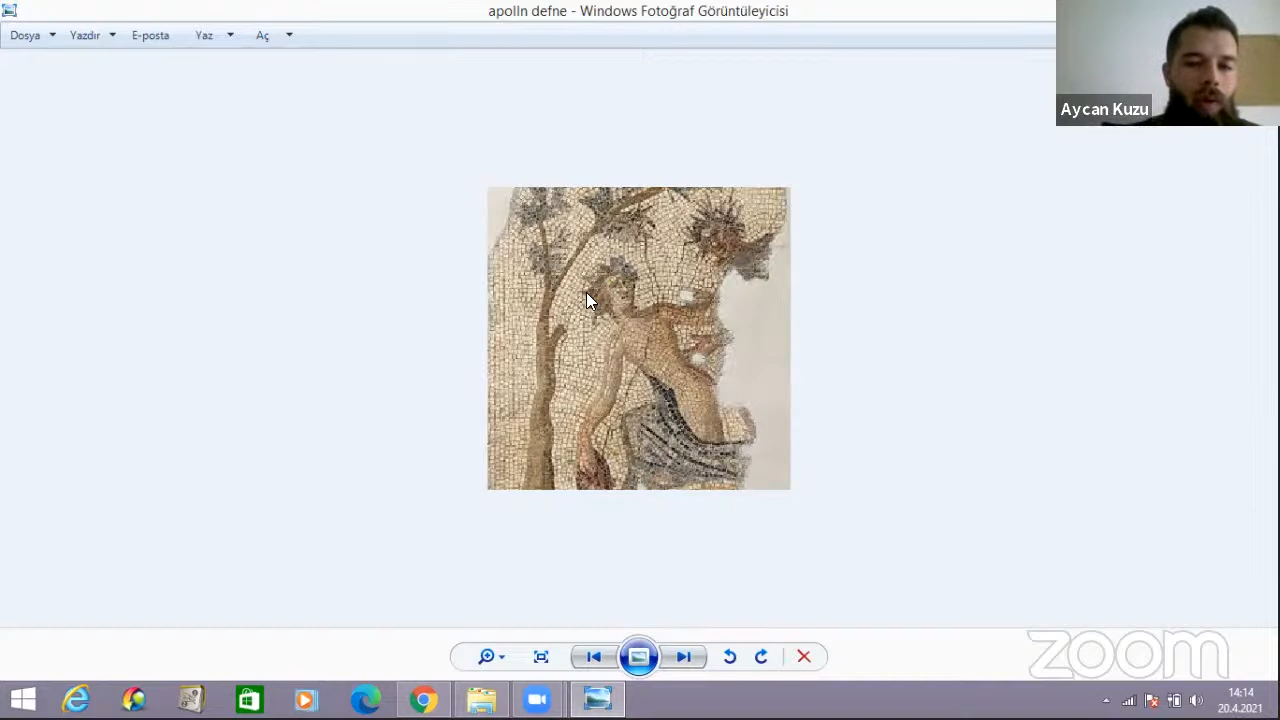 apolln defne - Windows Fotoğraf Görüntüleyicisi
Dosya Yazdır E-posta Yaz Aç
Aycan Kuzu
zoom
14:14
20.4.2021